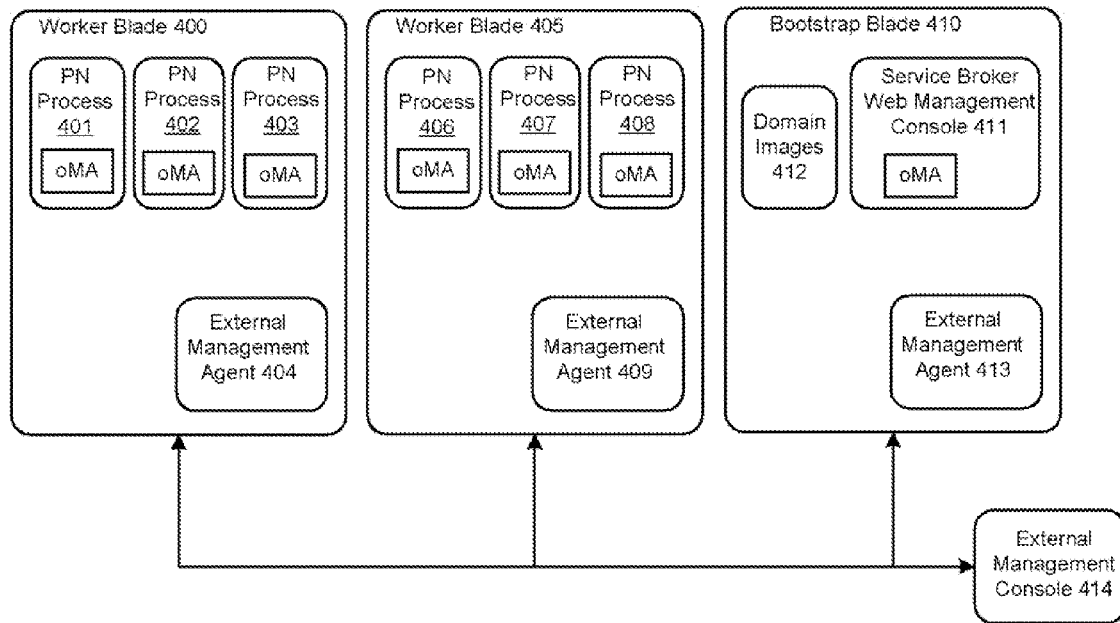 Worker Blade 400
PN
Process
401
oMA
PN
Process
402
oMA
PN
Process
403
oMA
External
Management
Agent 404
Worker Blade 405
PN
Process
406
oMA
PN
Process
407
oMA
PN
Process
408
oMA
External
Management
Agent 409
Bootstrap Blade 410
Domain
Images
412
Service Broker
Web Management
Console 411
oMA
External
Management
Agent 413
External
Management
Console 414